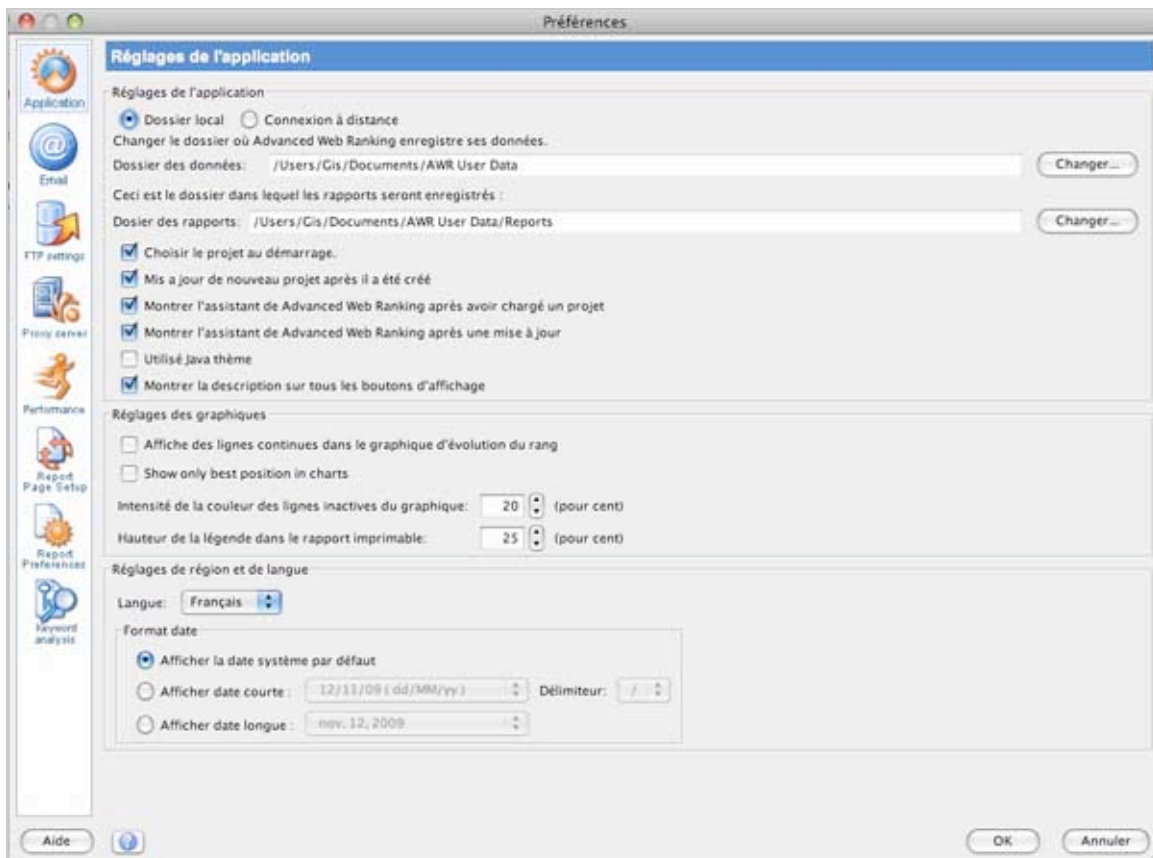 Préférences
Application
Email
FTP settings
Proxy server
Performance
Report
Page Setup
Report
Preferences
Keyword
analysis
Réglages de l'application
Réglages de l'application
Dossier local Connexion à distance
Changer le dossier où Advanced Web Ranking enregistre ses données.
Dossier des données: /Users/Gis/Documents/AWR User Data Changer...
Ceci est le dossier dans lequel les rapports seront enregistrés :
Dosier des rapports: /Users/Gis/Documents/AWR User Data/Reports Changer...
Choisir le projet au démarrage.
Mis a jour de nouveau projet après il a été créé
Montrer l'assistant de Advanced Web Ranking après avoir chargé un projet
Montrer l'assistant de Advanced Web Ranking après une mise à jour
Utilisé Java thème
Montrer la description sur tous les boutons d'affichage
Réglages des graphiques
Affiche des lignes continues dans le graphique d'évolution du rang
Show only best position in charts
Intensité de la couleur des lignes inactives du graphique: 20 (pour cent)
Hauteur de la légende dans le rapport imprimable: 25 (pour cent)
Réglages de région et de langue
Langue: Français
Format date
Afficher la date système par défaut
Afficher date courte : 12/11/09 ( dd/MM/yy ) Délimiteur: /
Afficher date longue : nov. 12, 2009
Aide ? OK Annuler